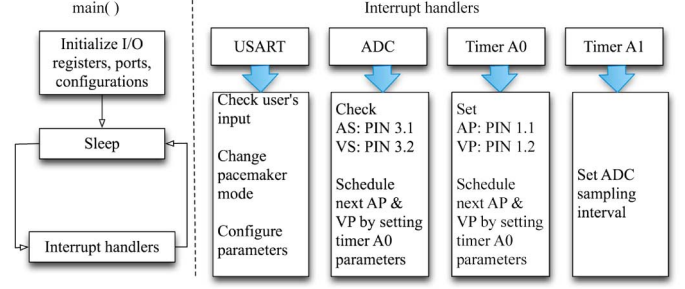 main( )
Initialize I/O
registers, ports,
configurations
Sleep
Interrupt handlers
Interrupt handlers
USART
Check user's
input
Change
pacemaker
mode
Configure
parameters
ADC
Check
AS: PIN 3.1
VS: PIN 3.2
Schedule
next AP &
VP by setting
timer A0
parameters
Timer A0
Set
AP: PIN 1.1
VP: PIN 1.2
Schedule
next AP &
VP by setting
timer A0
parameters
Timer A1
Set ADC
sampling
interval